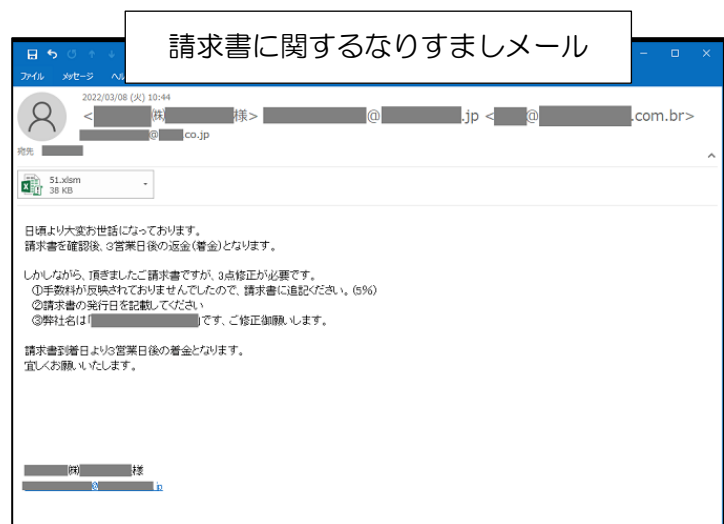 請求書に関するなりすましメール
ファイル メッセージ ヘル
2022/03/08 (火) 10:44
< ㈱ 様> @ .jp < @ .com.br>
@ co.jp
宛先
51.xlsm
38 KB
日頃より大変お世話になっております。
請求書を確認後、3営業日後の返金(着金)となります。
しかしながら、頂きましたご請求書ですが、3点修正が必要です。
①手数料が反映されておりませんでしたので、請求書に追記ください。(5%)
②請求書の発行日を記載してください
③弊社名は「 」です、ご修正御願いします。
請求書到着日より3営業日後の着金となります。
宜しくお願いいたします。
㈱ 様
@ jp